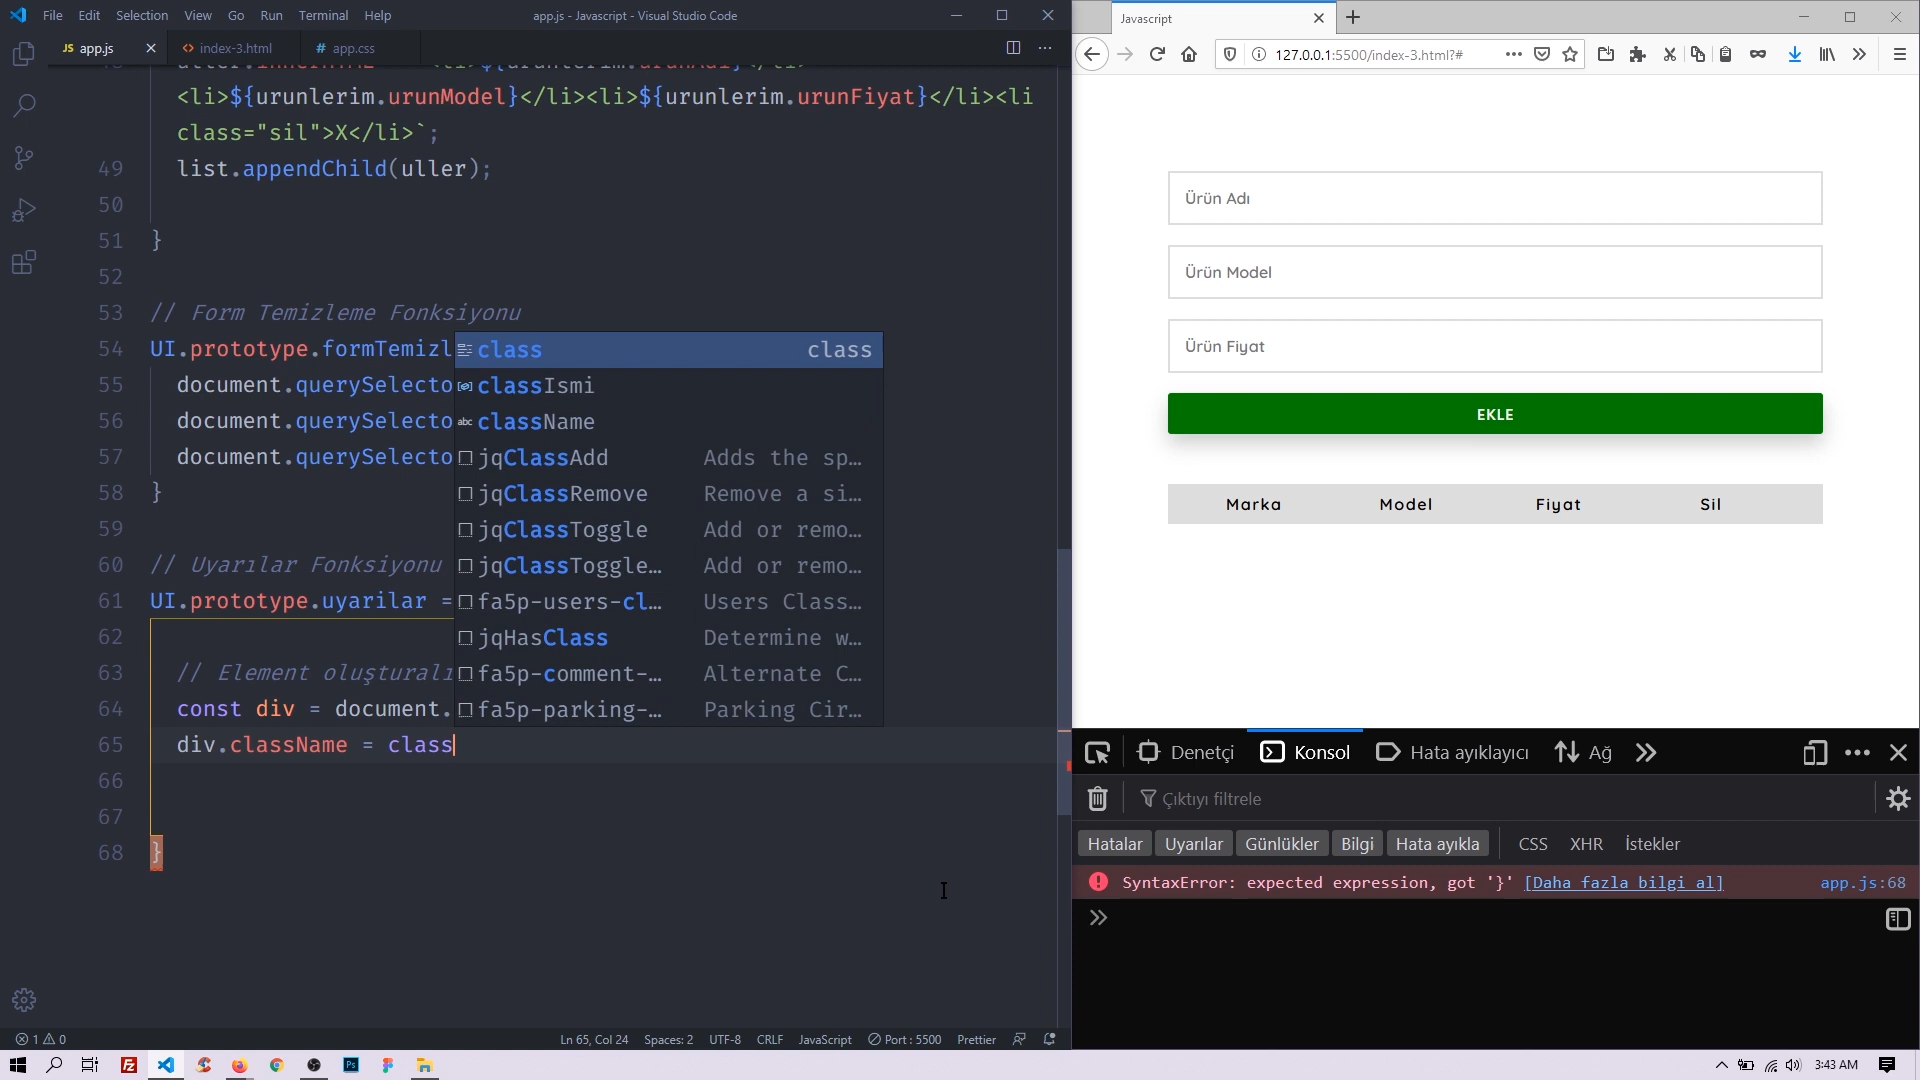 File Edit Selection View Go Run Terminal Help
app.js - Javascript - Visual Studio Code
JS app.js
<> index-3.html
# app.css
<li>${urunlerim.urunModel}</li><li>${urunlerim.urunFiyat}</li><li
class="sil">X</li>`;
49 list.appendChild(uller);
50
51 }
52
53 // Form Temizleme Fonksiyonu
54 UI.prototype.formTemizl
55 document.querySelecto
56 document.querySelecto
57 document.querySelecto
58 }
59
60 // Uyarılar Fonksiyonu
61 UI.prototype.uyarilar =
62
63 // Element oluşturalı
64 const div = document.
65 div.className = class
66
67
68 }
class class
classIsmi
abc className
jqClassAdd Adds the sp…
jqClassRemove Remove a si…
jqClassToggle Add or remo…
jqClassToggle… Add or remo…
fa5p-users-cl… Users Class…
jqHasClass Determine w…
fa5p-comment-… Alternate C…
fa5p-parking-… Parking Cir…
1 0
Ln 65, Col 24 Spaces: 2 UTF-8 CRLF JavaScript Port : 5500 Prettier
Javascript
127.0.0.1:5500/index-3.html?#
Ürün Adı
Ürün Model
Ürün Fiyat
EKLE
Marka Model Fiyat Sil
Denetçi Konsol Hata ayıklayıcı Ağ
Çıktıyı filtrele
Hatalar Uyarılar Günlükler Bilgi Hata ayıkla CSS XHR İstekler
SyntaxError: expected expression, got '}' [Daha fazla bilgi al] app.js:68
Fz
Ps
3:43 AM